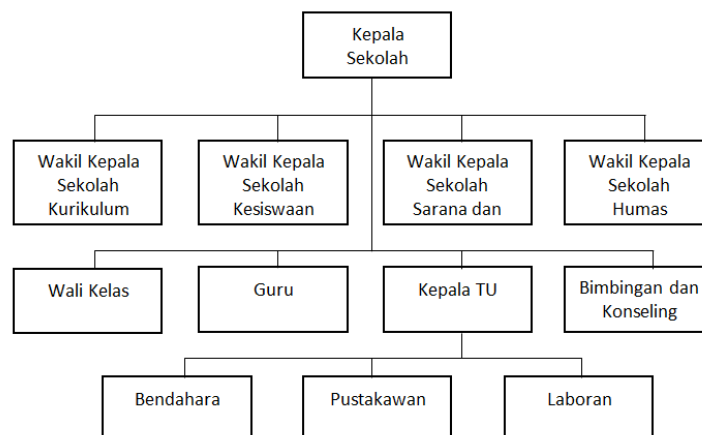 Kepala
Sekolah
Wakil Kepala
Sekolah
Kurikulum
Wakil Kepala
Sekolah
Kesiswaan
Wakil Kepala
Sekolah
Sarana dan
Wakil Kepala
Sekolah
Humas
Wali Kelas
Guru
Kepala TU
Bimbingan dan
Konseling
Bendahara
Pustakawan
Laboran